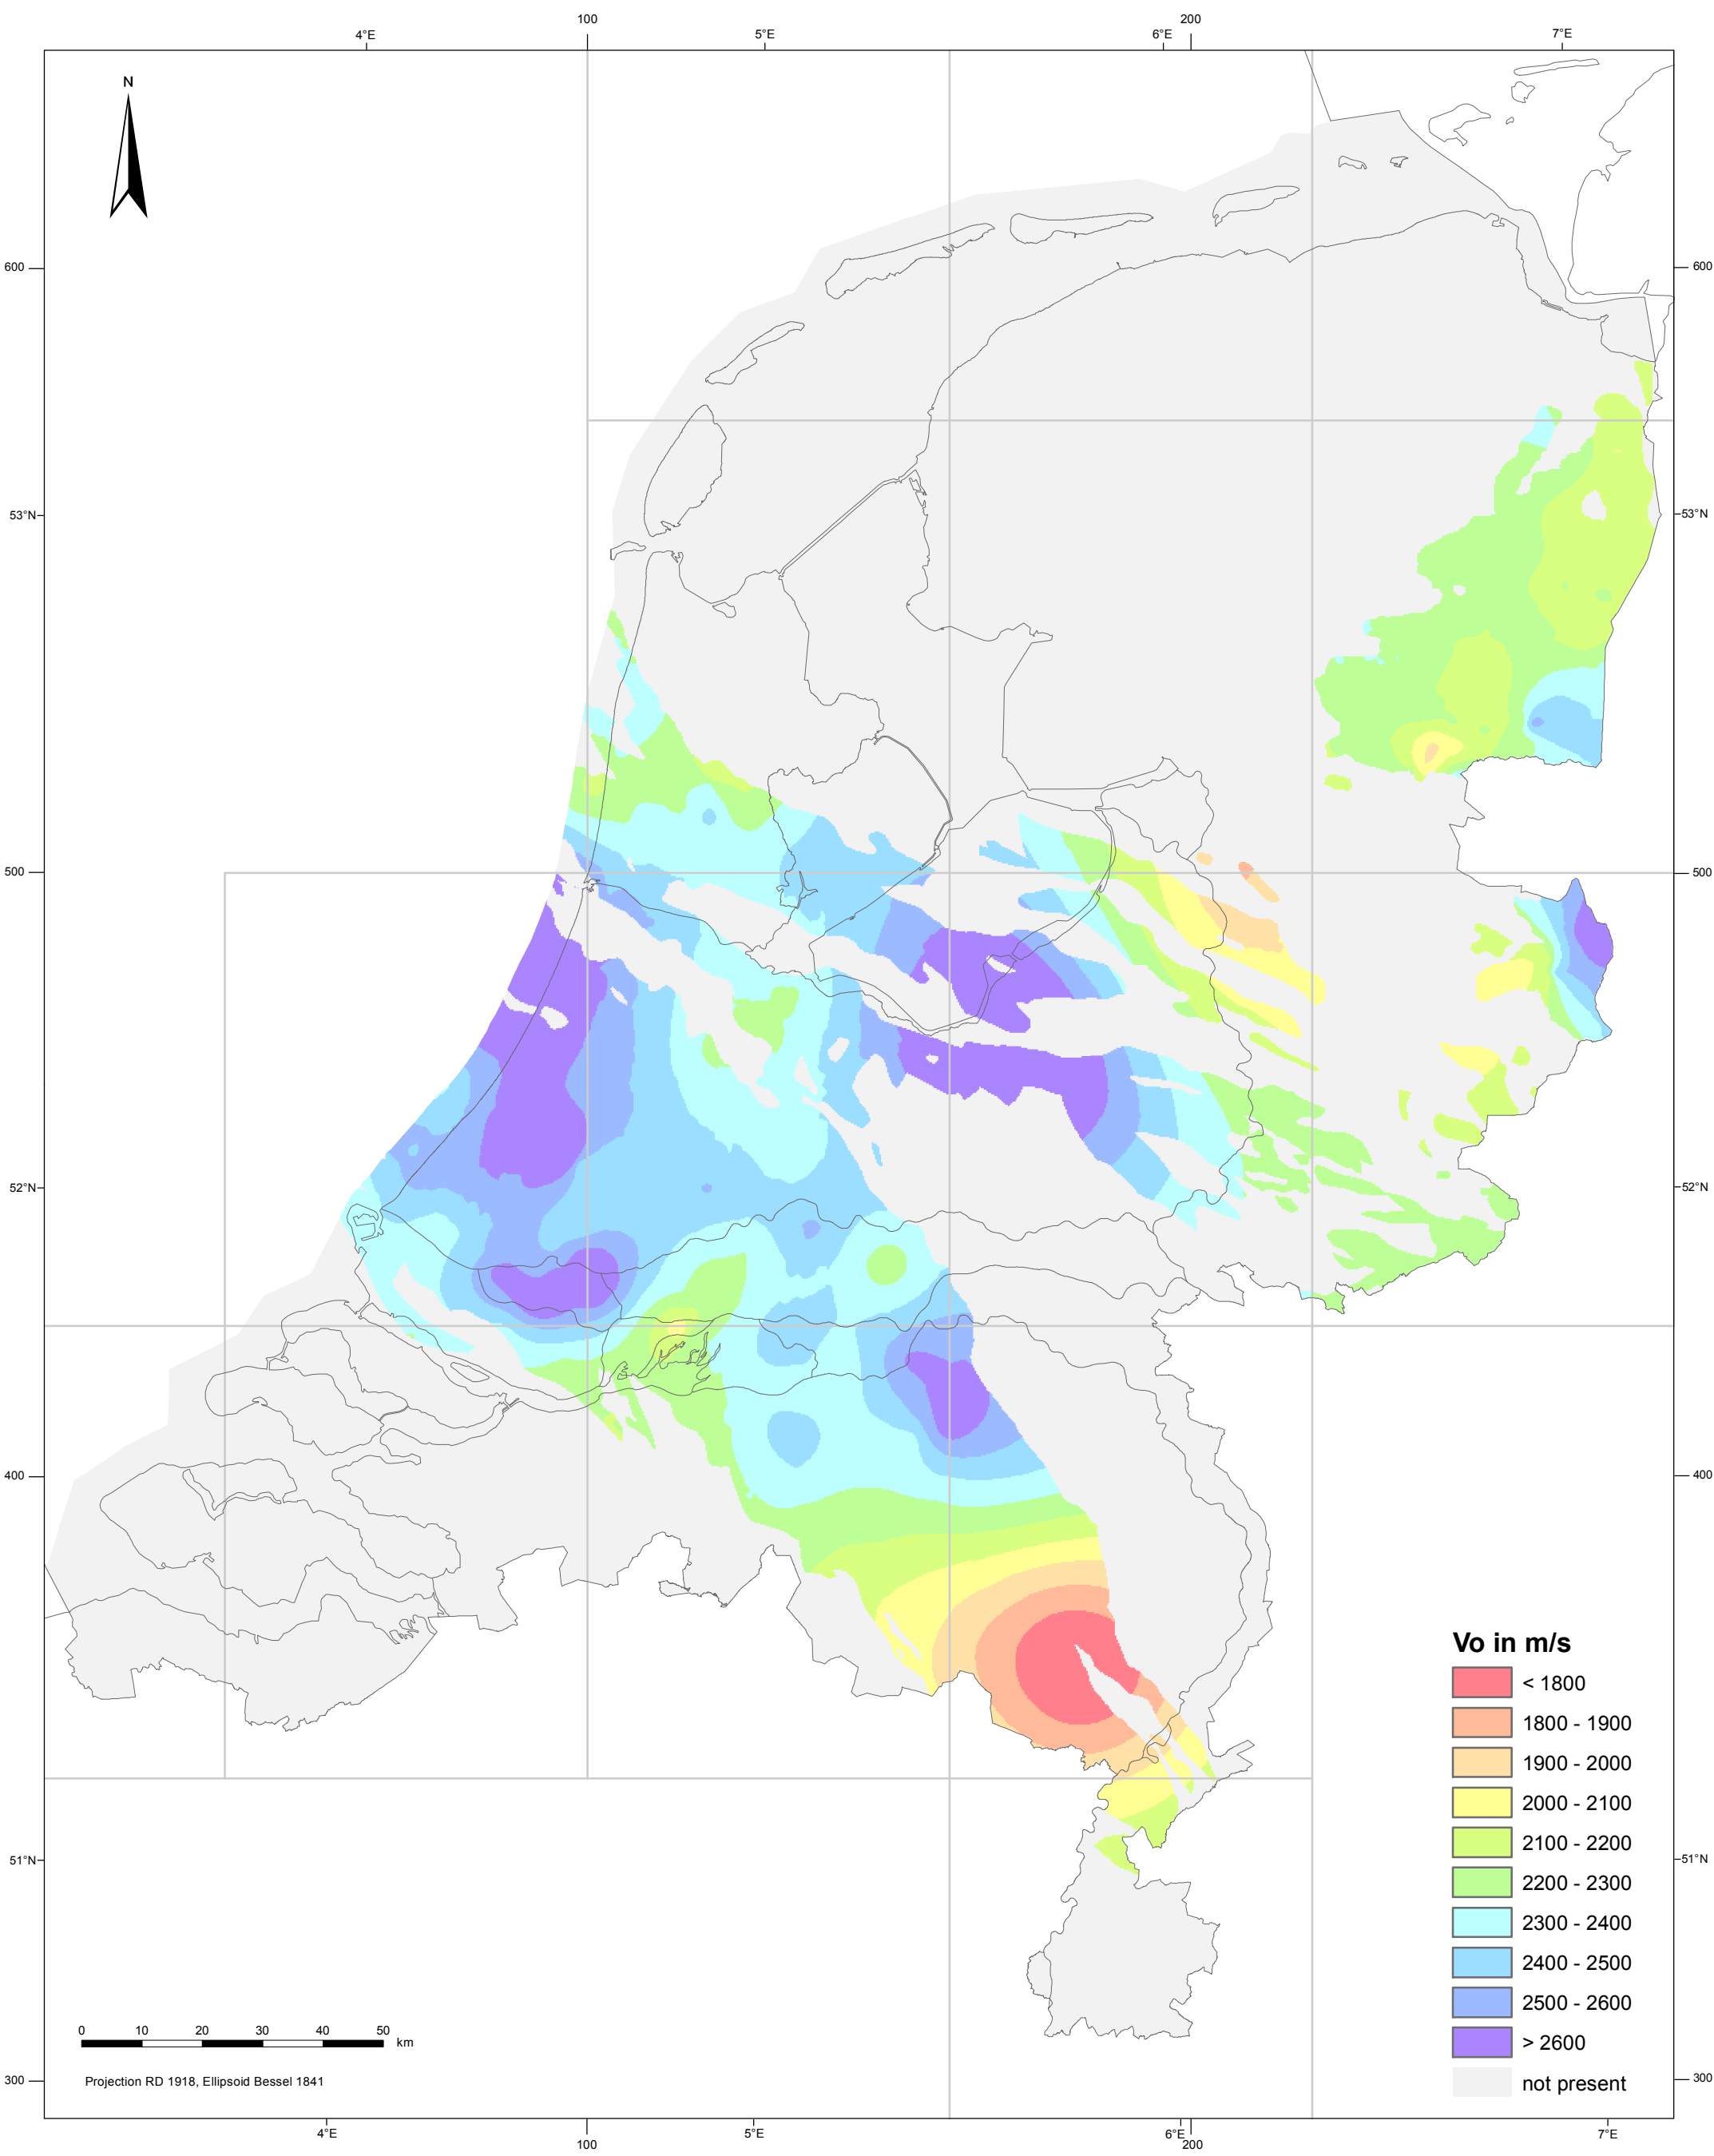 100 200
4°E 5°E 6°E 7°E
N
600 600
53°N 53°N
500 500
52°N 52°N
400 400
Vo in m/s
< 1800
1800 - 1900
1900 - 2000
2000 - 2100
2100 - 2200
51°N 51°N
2200 - 2300
2300 - 2400
2400 - 2500
2500 - 2600
0 10 20 30 40 50
km
> 2600
300 300
Projection RD 1918, Ellipsoid Bessel 1841
not present
4°E 5°E 6°E 7°E
100 200